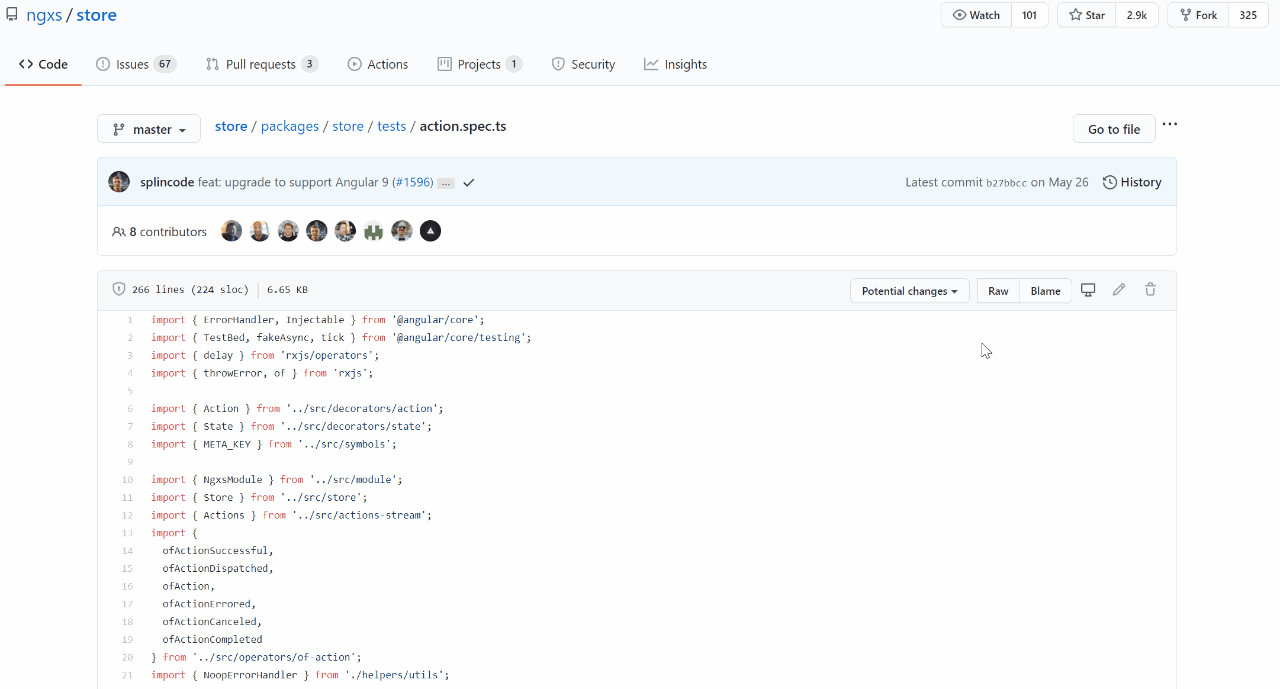 ngxs / store
Watch 101 Star 2.9k Fork 325
Code Issues 67 Pull requests 3 Actions Projects 1 Security Insights
master store / packages / store / tests / action.spec.ts Go to file ...
splincode feat: upgrade to support Angular 9 (#1596) ... Latest commit b27bbcc on May 26 History
8 contributors
266 lines (224 sloc) 6.65 KB Potential changes Raw Blame
1 import { ErrorHandler, Injectable } from '@angular/core';
2 import { TestBed, fakeAsync, tick } from '@angular/core/testing';
3 import { delay } from 'rxjs/operators';
4 import { throwError, of } from 'rxjs';
5
6 import { Action } from '../src/decorators/action';
7 import { State } from '../src/decorators/state';
8 import { META_KEY } from '../src/symbols';
9
10 import { NgxsModule } from '../src/module';
11 import { Store } from '../src/store';
12 import { Actions } from '../src/actions-stream';
13 import {
14 ofActionSuccessful,
15 ofActionDispatched,
16 ofAction,
17 ofActionErrored,
18 ofActionCanceled,
19 ofActionCompleted
20 } from '../src/operators/of-action';
21 import { NoopErrorHandler } from './helpers/utils';